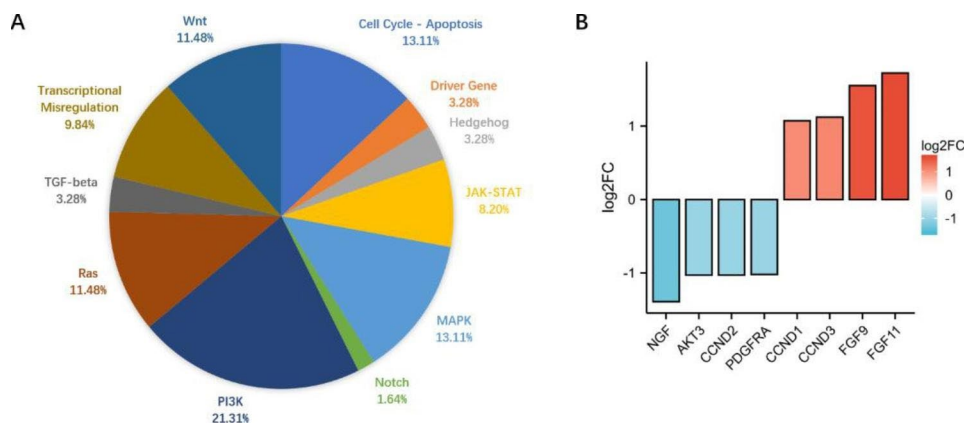 A
Wnt
11.48%
Cell Cycle - Apoptosis
13.11%
Driver Gene
3.28%
Hedgehog
3.28%
JAK-STAT
8.20%
MAPK
13.11%
Notch
1.64%
PI3K
21.31%
Ras
11.48%
TGF-beta
3.28%
Transcriptional
Misregulation
9.84%
B
log2FC
1
0
-1
NGF
AKT3
CCND2
PDGFRA
CCND1
CCND3
FGF9
FGF11
log2FC
1
0
-1